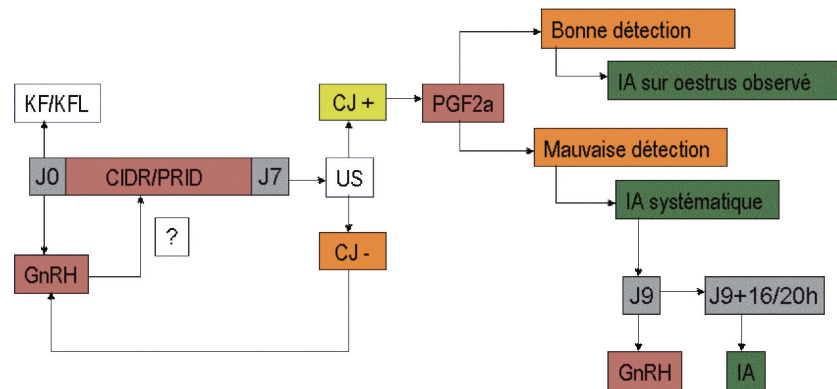 Bonne détection
IA sur oestrus observé
KF/KFL
CJ +
PGF2a
Mauvaise détection
J0
CIDR/PRID
J7
US
IA systématique
?
CJ -
GnRH
J9
J9+16/20h
GnRH
IA